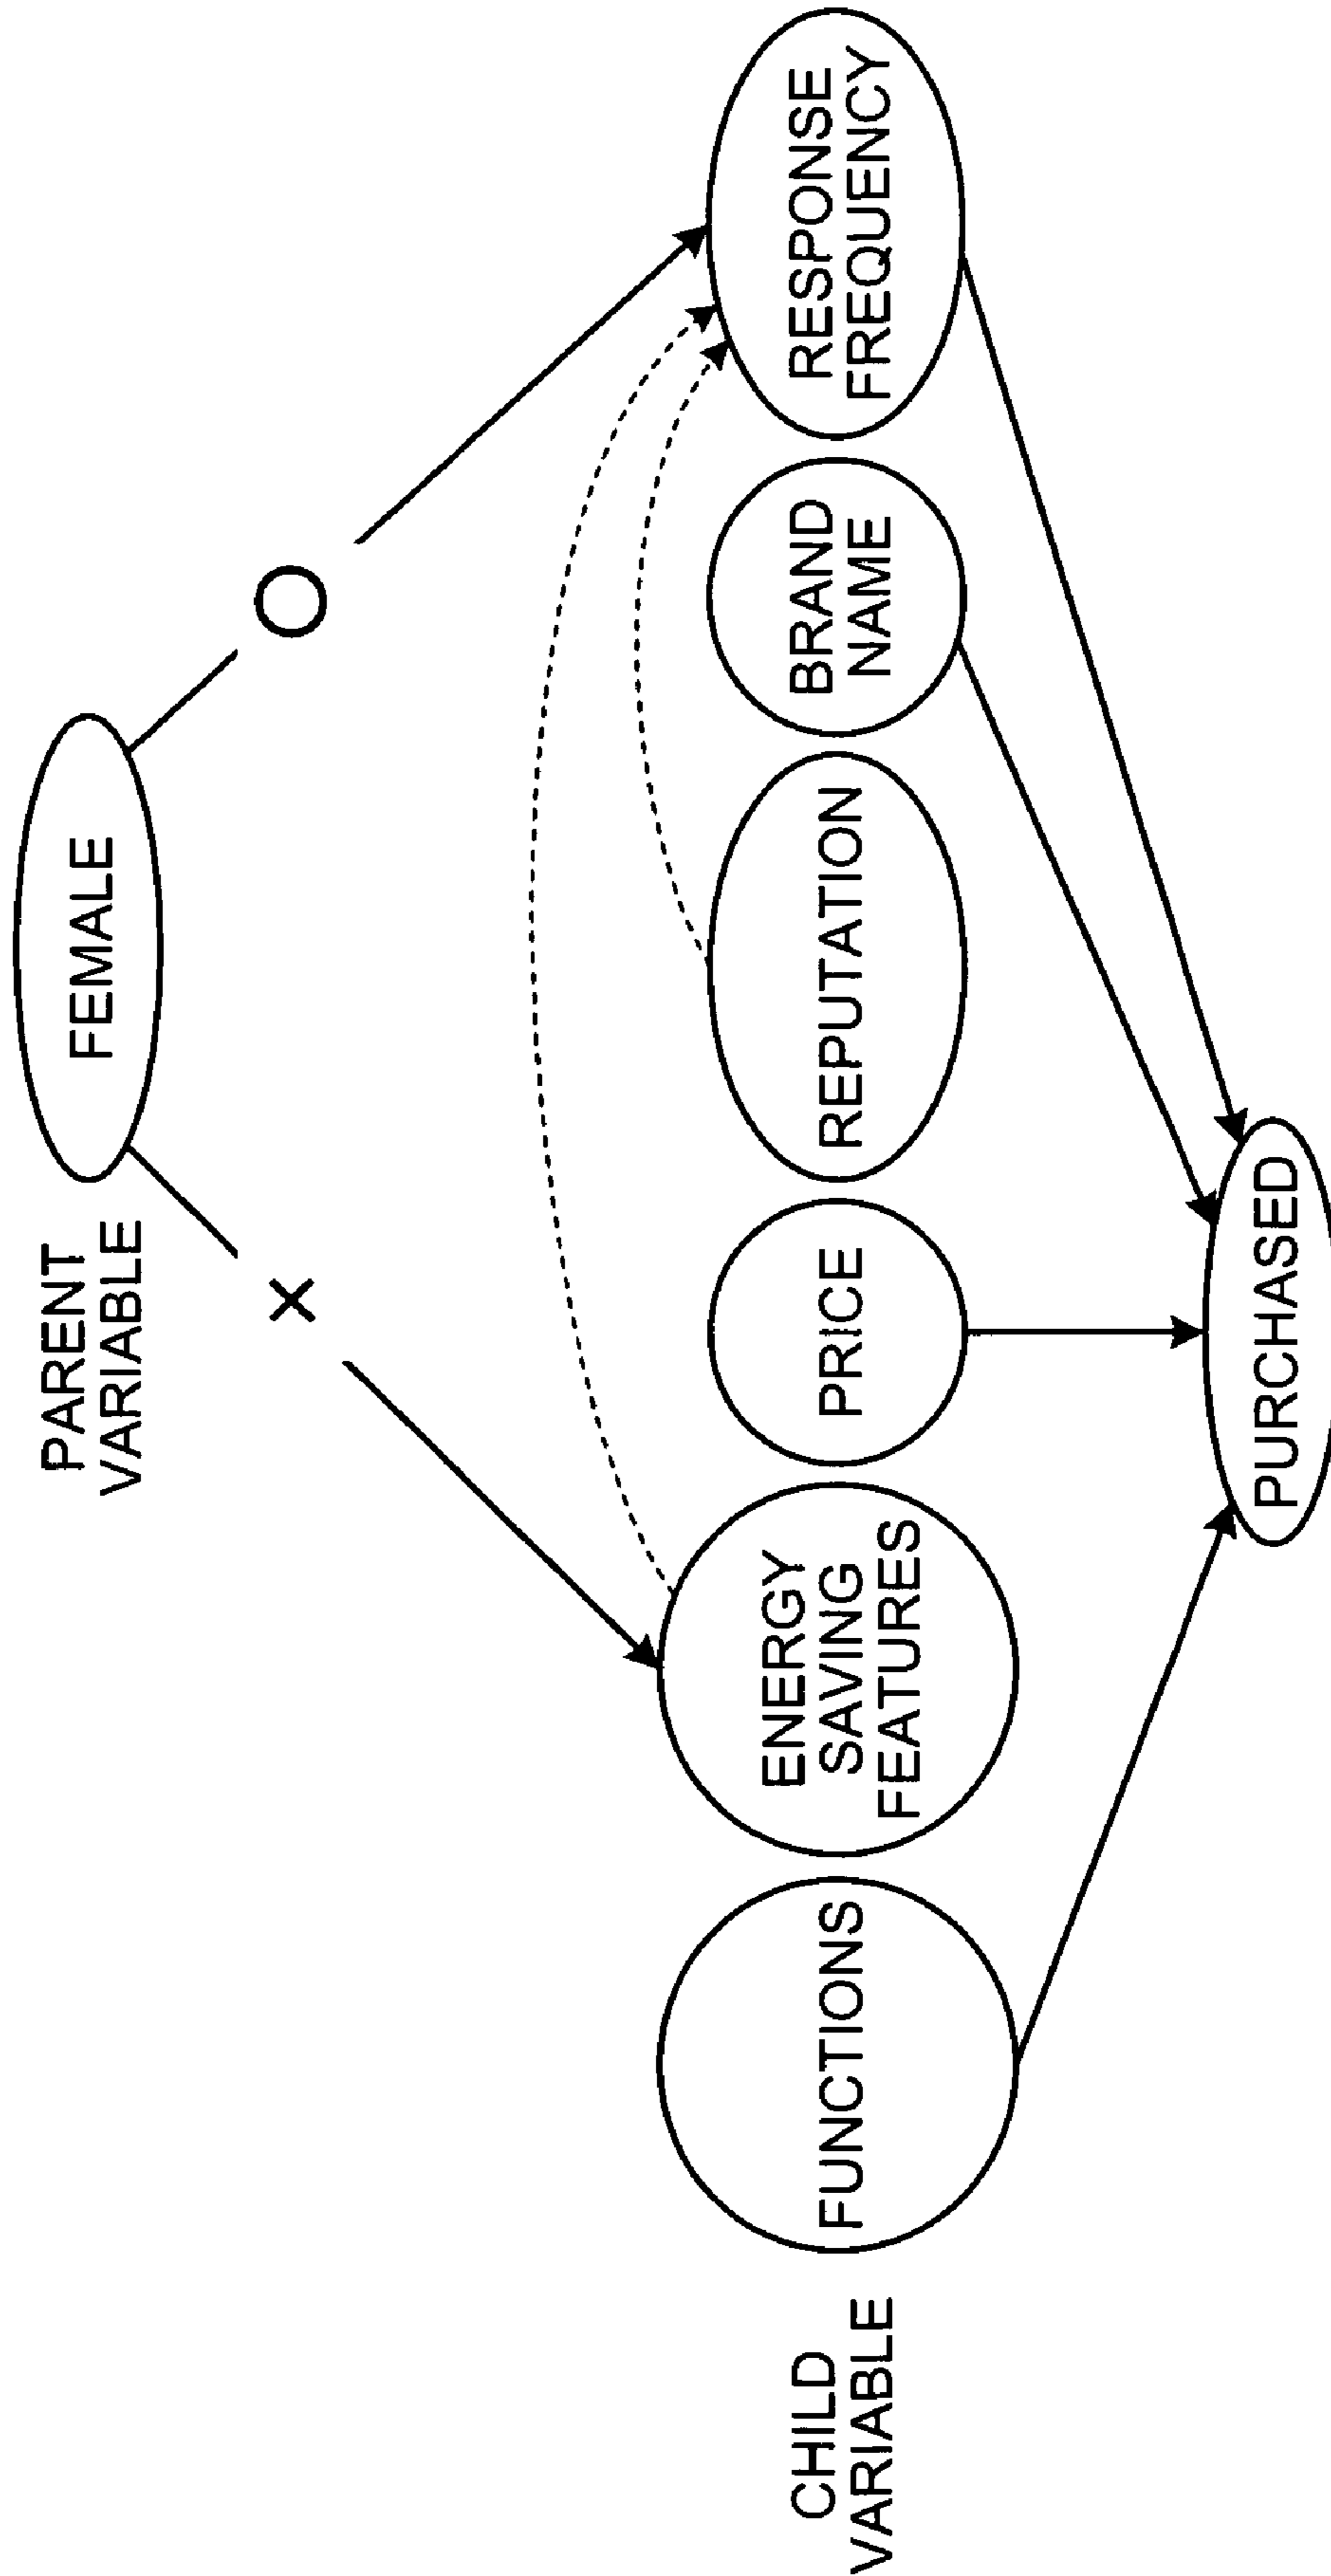 PARENT
VARIABLE
FEMALE
×
○
CHILD
VARIABLE
FUNCTIONS
ENERGY
SAVING
FEATURES
PRICE
REPUTATION
BRAND
NAME
RESPONSE
FREQUENCY
PURCHASED